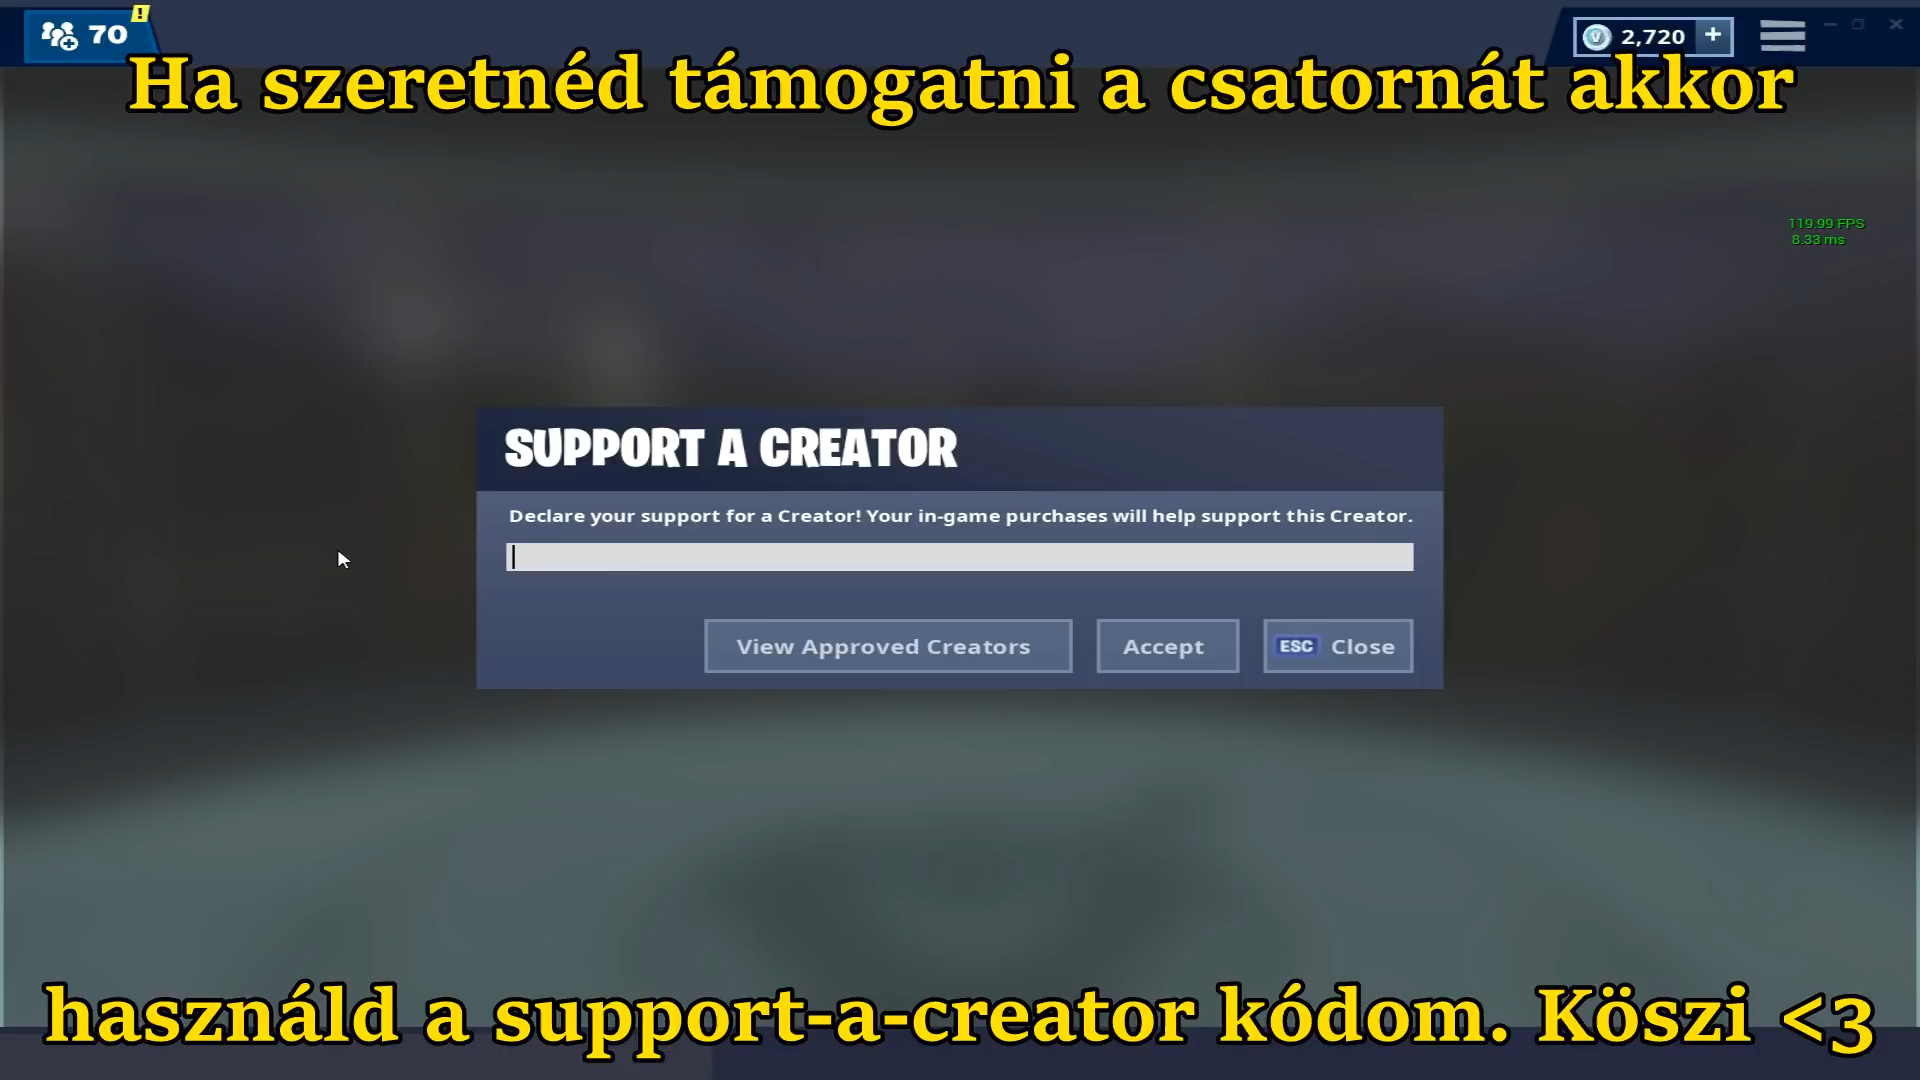 ! 
70
2,720 +
Ha szeretnéd támogatni a csatornát akkor
119.99 FPS
8.33 ms
SUPPORT A CREATOR
Declare your support for a Creator! Your in-game purchases will help support this Creator.
View Approved Creators
Accept
ESC Close
használd a support-a-creator kódom. Köszi <3